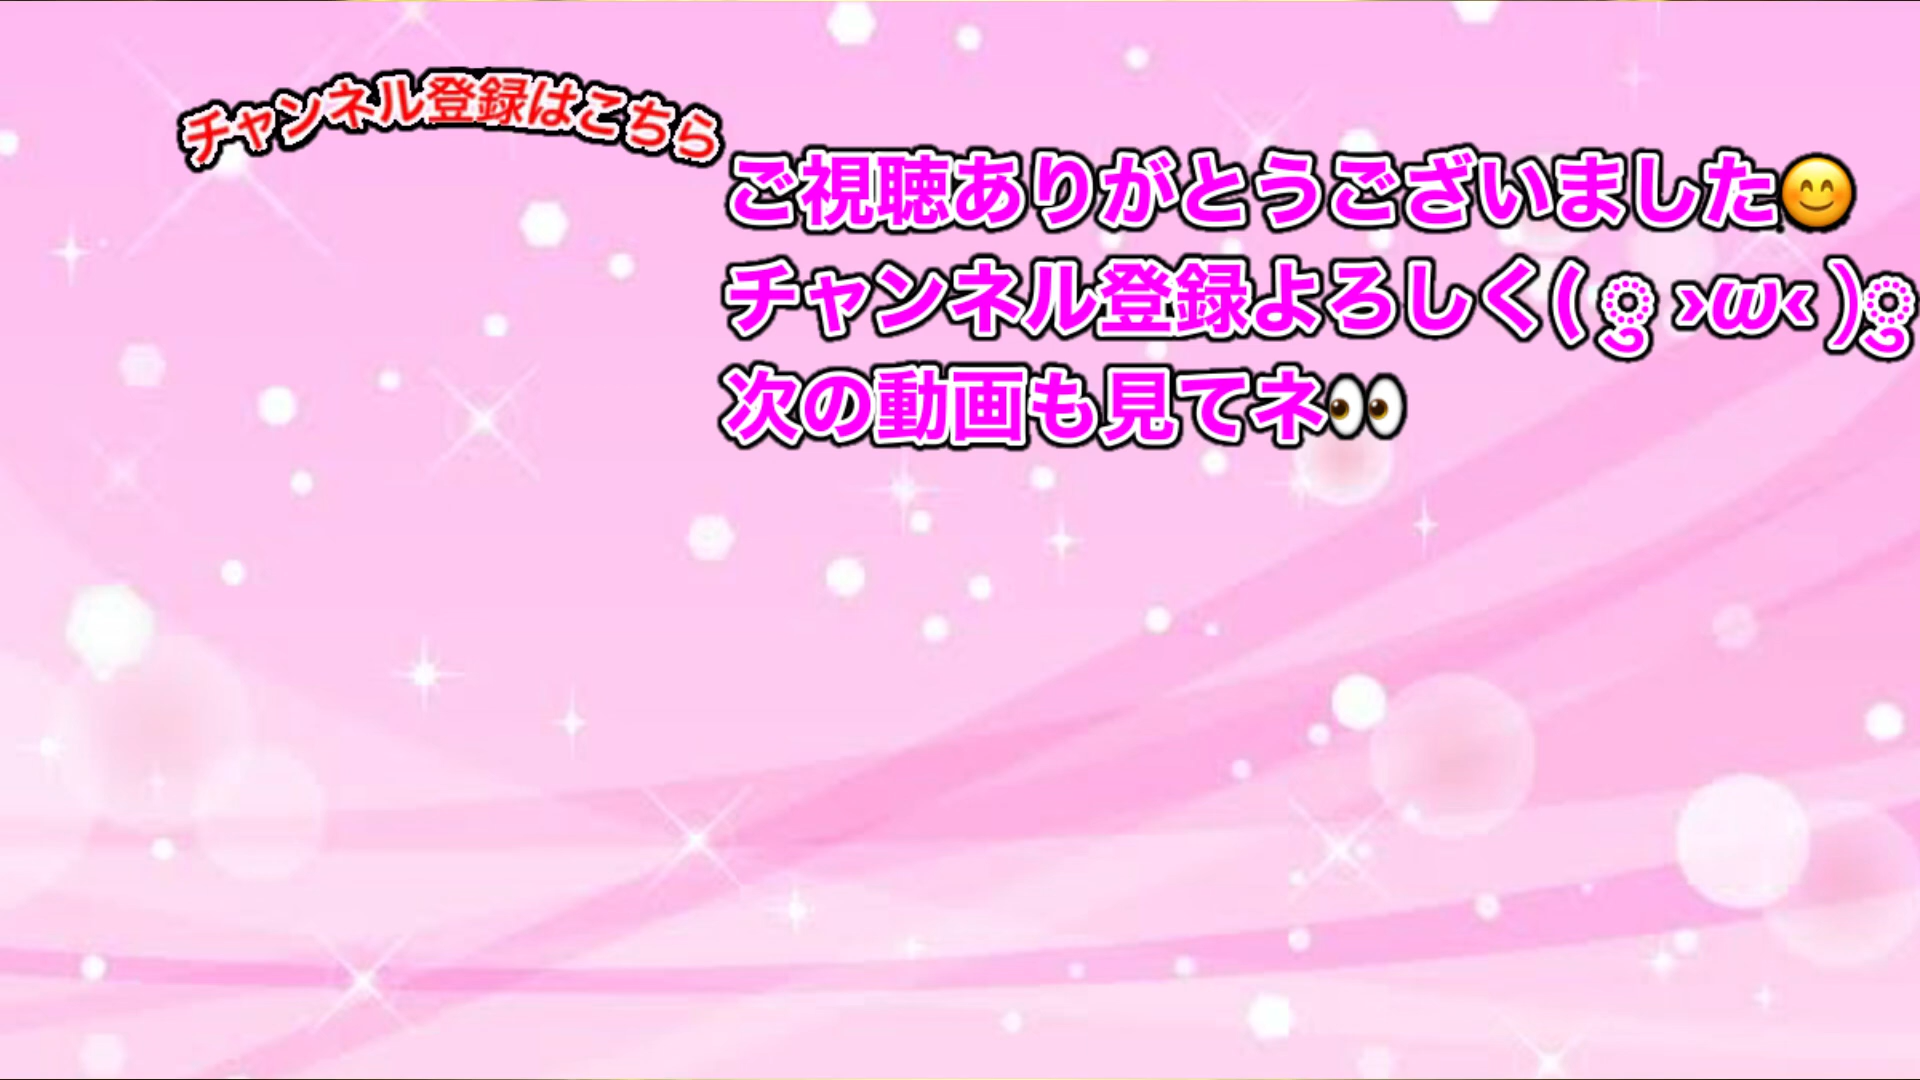 チャンネル登録はこちら
ご視聴ありがとうございました😊
チャンネル登録よろしく( ੭ ›ω‹ )੭
次の動画も見てネ👀